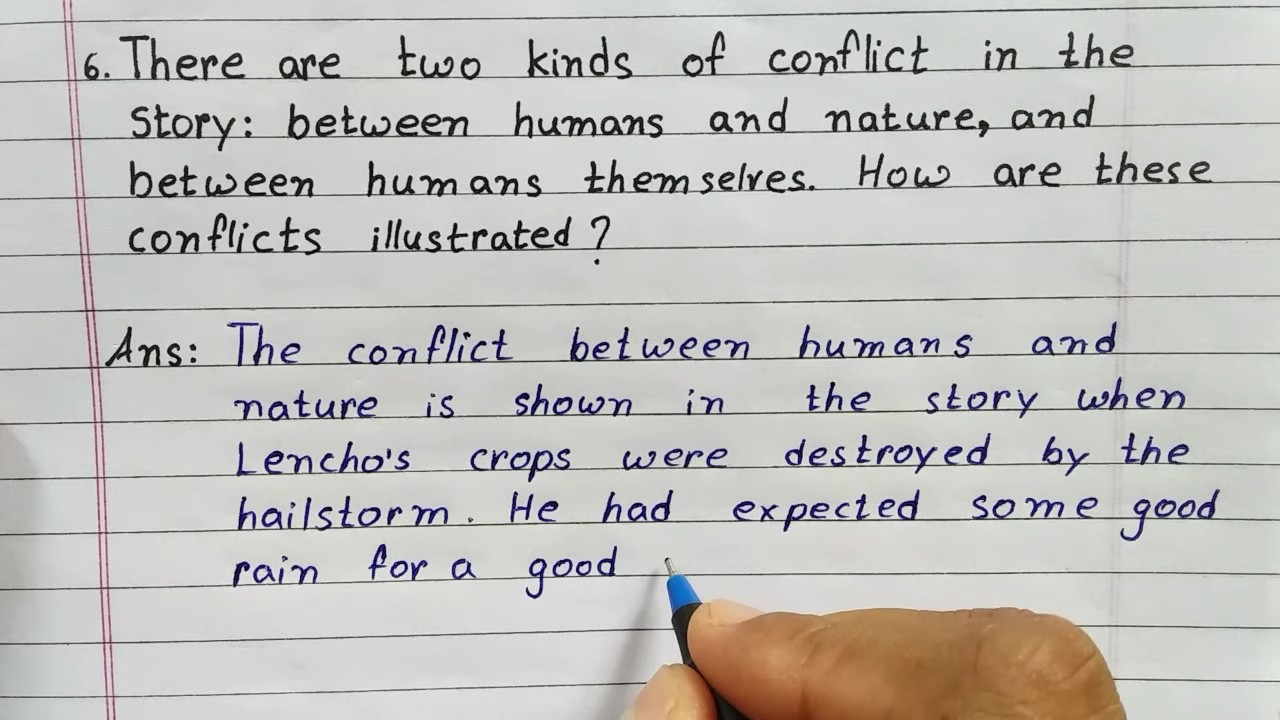 6. There are two kinds of conflict in the
Story: between humans and nature, and
between humans themselves. How are these
conflicts illustrated?
Ans: The conflict between humans and
nature is shown in the story when
Lencho's crops were destroyed by the
hailstorm. He had expected some good
rain for a good